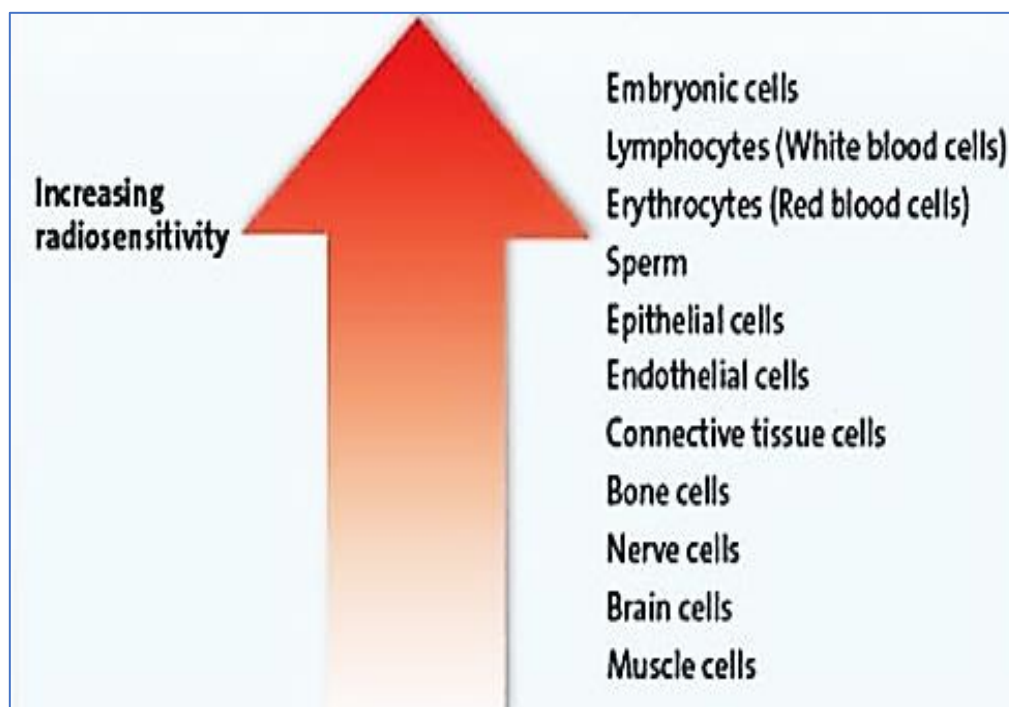 Increasing
radiosensitivity
Embryonic cells
Lymphocytes (White blood cells)
Erythrocytes (Red blood cells)
Sperm
Epithelial cells
Endothelial cells
Connective tissue cells
Bone cells
Nerve cells
Brain cells
Muscle cells